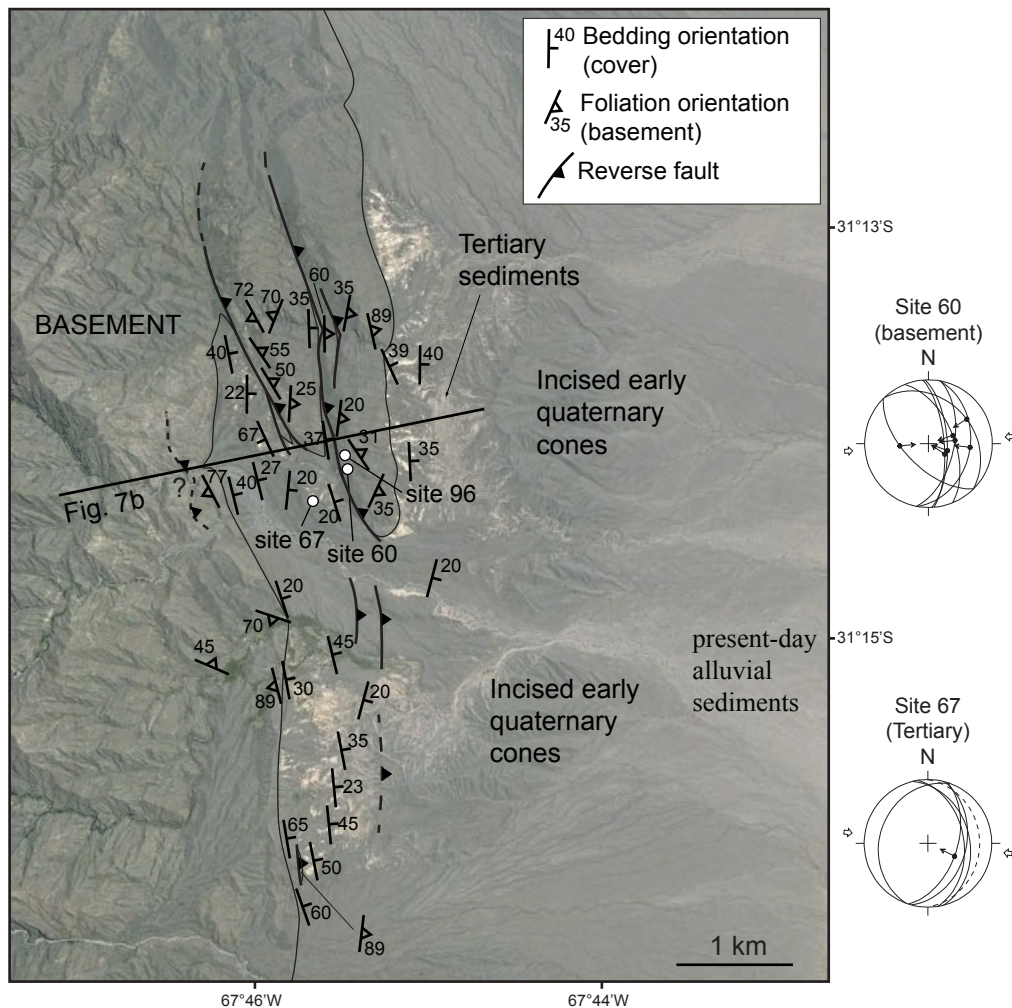 40 Bedding orientation
(cover)
Foliation orientation
35 (basement)
Reverse fault
31°13'S
Tertiary
sediments
60
35
72
70
35
89
BASEMENT
40
55
39
40
50
22
25
Incised early
quaternary
cones
20
67
37
31
35
27
77
?
40
20
20
35
Fig. 7b
site 96
site 67
site 60
20
20
70
31°15'S
45
45
present-day
alluvial
sediments
89
30
20
Incised early
quaternary
cones
35
23
45
65
50
60
89
1 km
67°46'W
67°44'W
Site 60
(basement)
N
Site 67
(Tertiary)
N